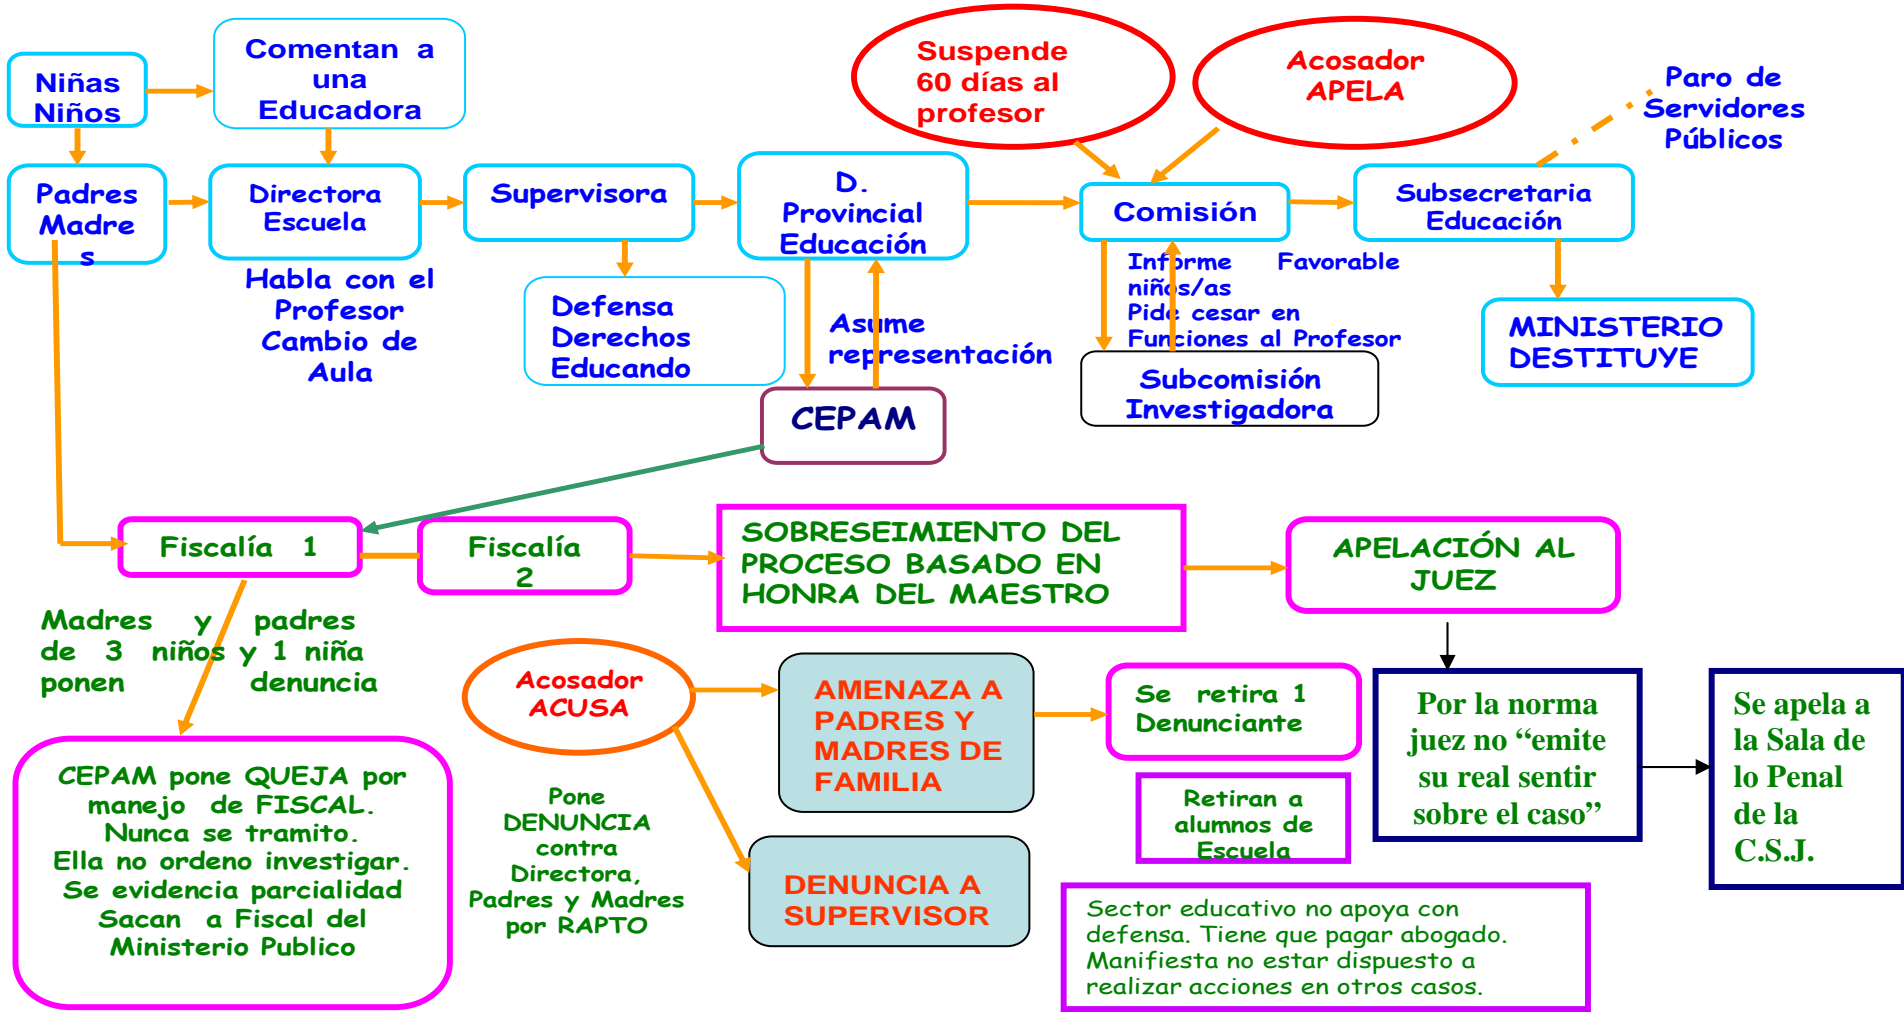 Niñas
Niños
Comentan a
una
Educadora
Suspende
60 días al
profesor
Acosador
APELA
Paro de
Servidores
Públicos
Padres
Madre
s
Directora
Escuela
Supervisora
D.
Provincial
Educación
Comisión
Subsecretaria
Educación
Habla con el
Profesor
Cambio de
Aula
Defensa
Derechos
Educando
Asume
representación
Informe Favorable
niños/as
Pide cesar en
Funciones al Profesor
MINISTERIO
DESTITUYE
CEPAM
Subcomisión
Investigadora
Fiscalía 1
Fiscalía
2
SOBRESEIMIENTO DEL
PROCESO BASADO EN
HONRA DEL MAESTRO
APELACIÓN AL
JUEZ
Madres y padres
de 3 niños y 1 niña
ponen denuncia
Acosador
ACUSA
AMENAZA A
PADRES Y
MADRES DE
FAMILIA
Se retira 1
Denunciante
Por la norma
juez no “emite
su real sentir
sobre el caso”
Se apela a
la Sala de
lo Penal
de la
C.S.J.
CEPAM pone QUEJA por
manejo de FISCAL.
Nunca se tramito.
Ella no ordeno investigar.
Se evidencia parcialidad
Sacan a Fiscal del
Ministerio Publico
Pone
DENUNCIA
contra
Directora,
Padres y Madres
por RAPTO
DENUNCIA A
SUPERVISOR
Retiran a
alumnos de
Escuela
Sector educativo no apoya con
defensa. Tiene que pagar abogado.
Manifiesta no estar dispuesto a
realizar acciones en otros casos.